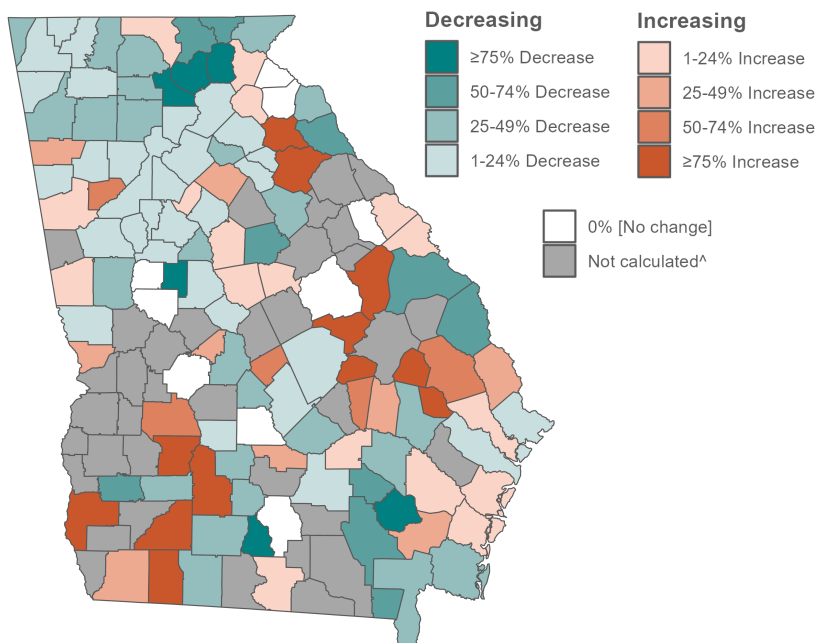 Decreasing
≥75% Decrease
50-74% Decrease
25-49% Decrease
1-24% Decrease
Increasing
1-24% Increase
25-49% Increase
50-74% Increase
≥75% Increase
0% [No change]
Not calculated^